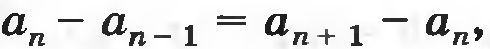 aₙ − aₙ₋₁ = aₙ₊₁ − aₙ,